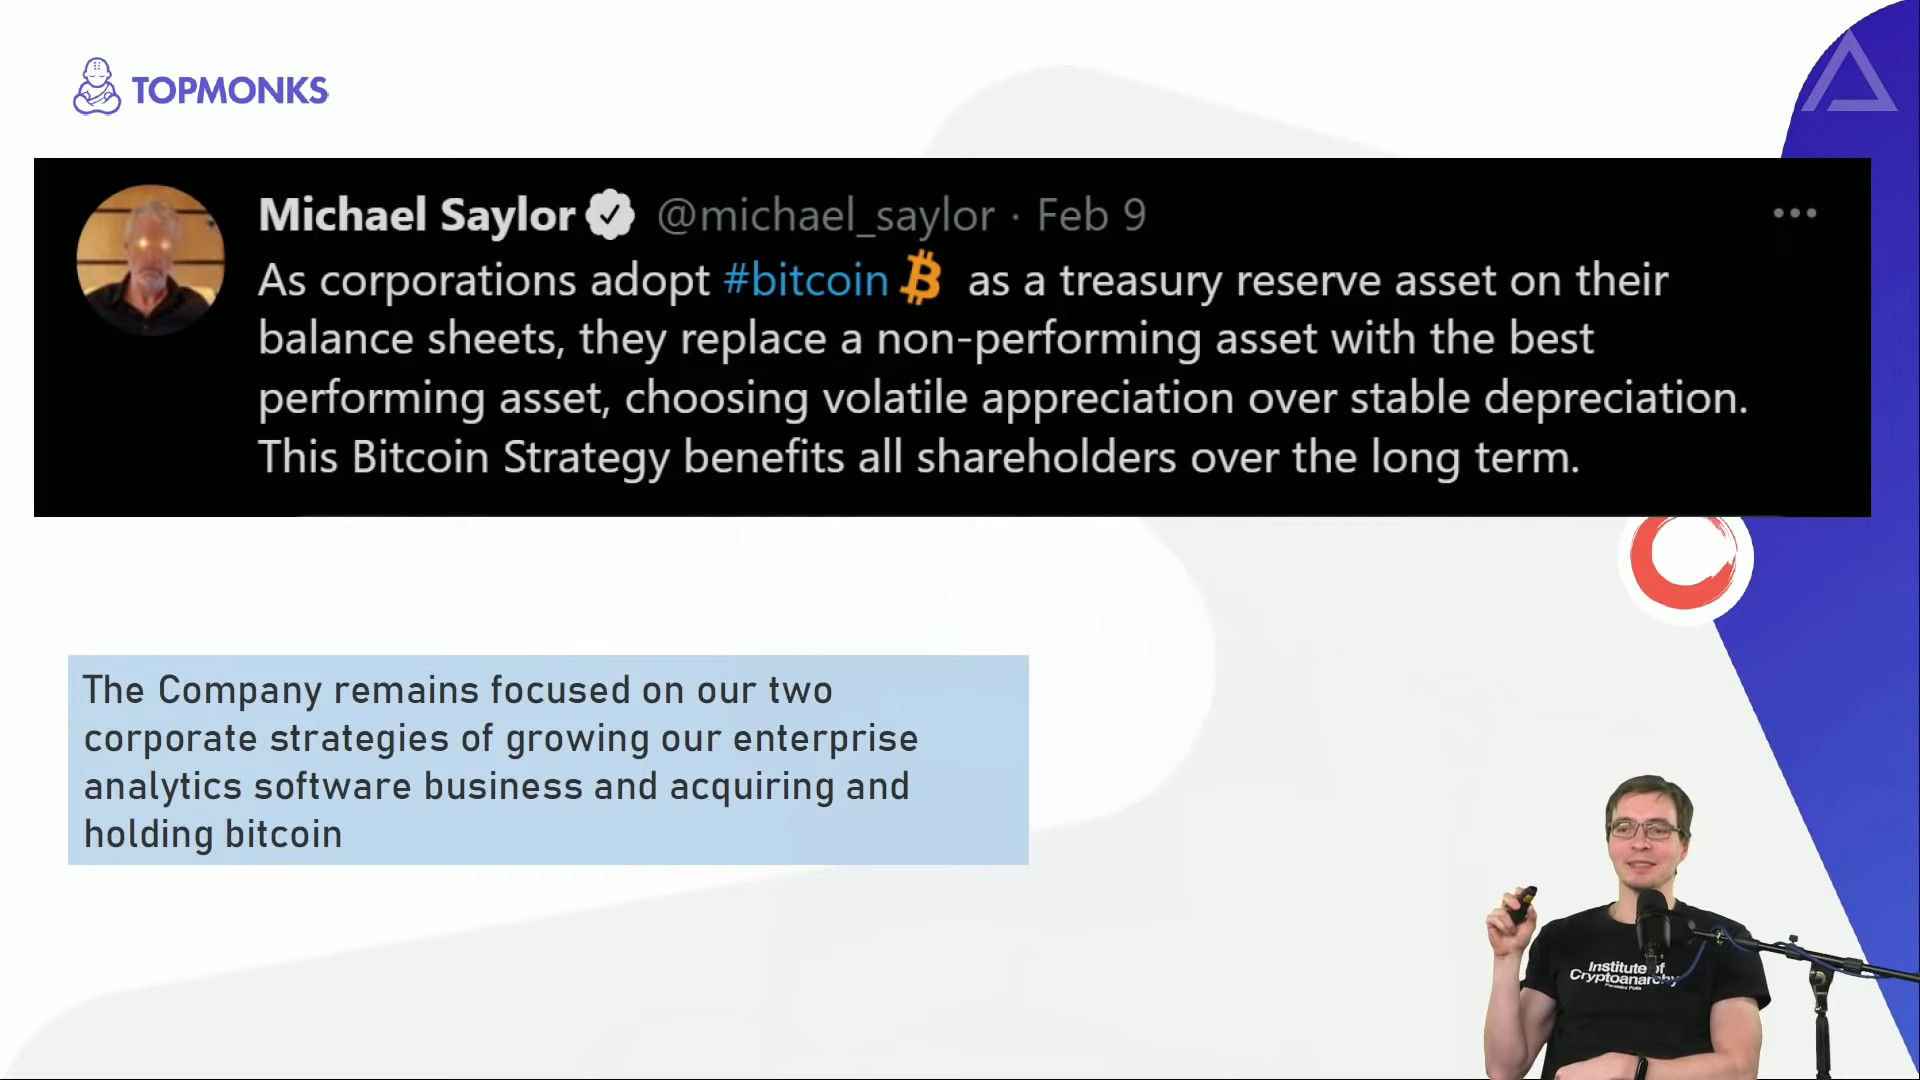 TOPMONKS
Michael Saylor @michael_saylor · Feb 9
As corporations adopt #bitcoin as a treasury reserve asset on their
balance sheets, they replace a non-performing asset with the best
performing asset, choosing volatile appreciation over stable depreciation.
This Bitcoin Strategy benefits all shareholders over the long term.
The Company remains focused on our two
corporate strategies of growing our enterprise
analytics software business and acquiring and
holding bitcoin
Institute of
Cryptoanarchy